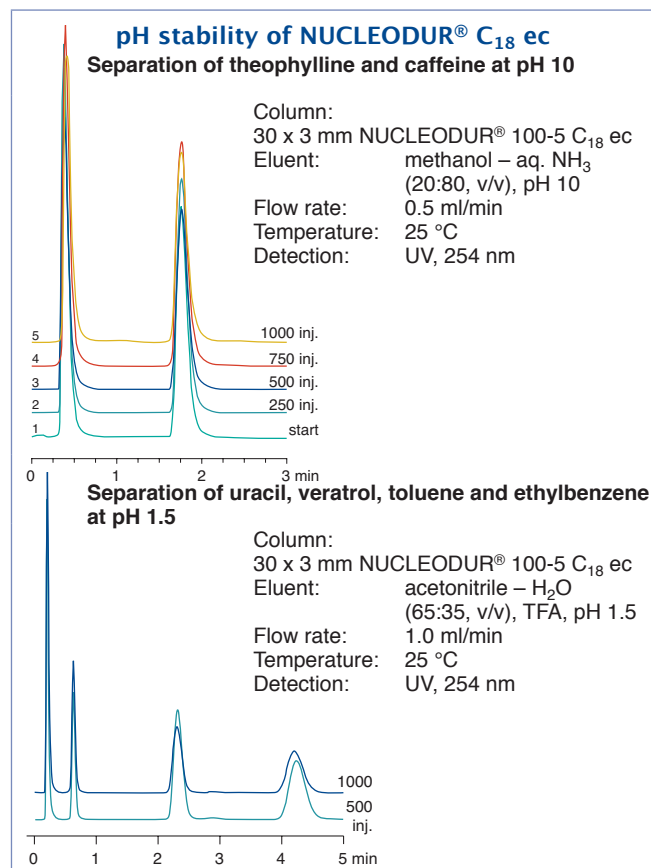 pH stability of NUCLEODUR® C18 ec
Separation of theophylline and caffeine at pH 10
Column:
30 x 3 mm NUCLEODUR® 100-5 C18 ec
Eluent: methanol – aq. NH3
(20:80, v/v), pH 10
Flow rate: 0.5 ml/min
Temperature: 25 °C
Detection: UV, 254 nm
5 1000 inj.
4 750 inj.
3 500 inj.
2 250 inj.
1 start
0 1 2 3 min
Separation of uracil, veratrol, toluene and ethylbenzene
at pH 1.5
Column:
30 x 3 mm NUCLEODUR® 100-5 C18 ec
Eluent: acetonitrile – H2O
(65:35, v/v), TFA, pH 1.5
Flow rate: 1.0 ml/min
Temperature: 25 °C
Detection: UV, 254 nm
1000
500
inj.
0 1 2 3 4 5 min